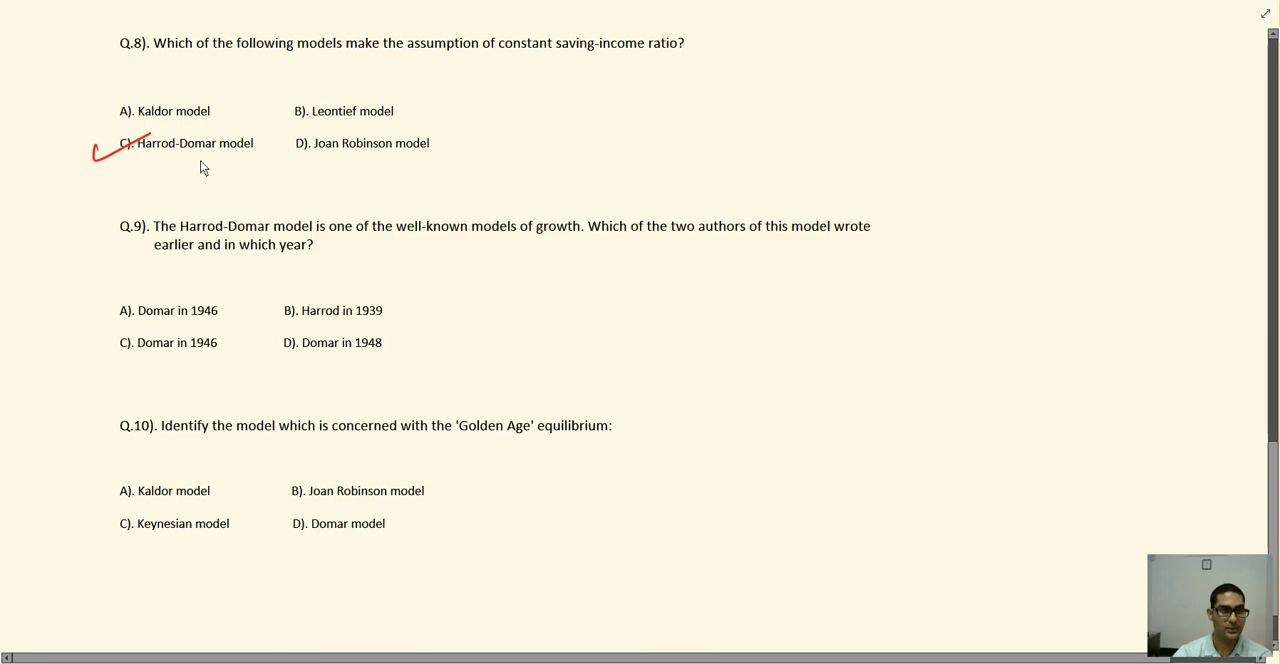 Q.8). Which of the following models make the assumption of constant saving-income ratio?
A). Kaldor model B). Leontief model
C). Harrod-Domar model D). Joan Robinson model
Q.9). The Harrod-Domar model is one of the well-known models of growth. Which of the two authors of this model wrote
earlier and in which year?
A). Domar in 1946 B). Harrod in 1939
C). Domar in 1946 D). Domar in 1948
Q.10). Identify the model which is concerned with the 'Golden Age' equilibrium:
A). Kaldor model B). Joan Robinson model
C). Keynesian model D). Domar model